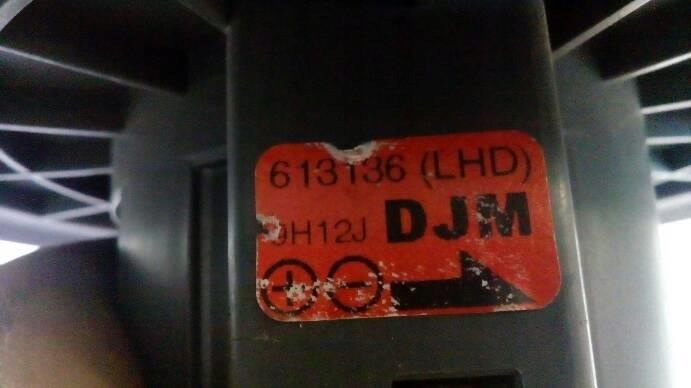 613136 (LHD)
9H12J DJM
+ -